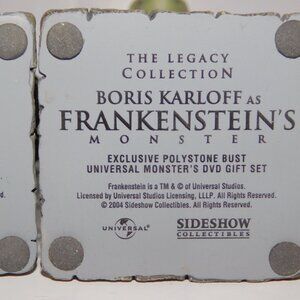 THE LEGACY
COLLECTION
BORIS KARLOFF AS
FRANKENSTEIN'S
MONSTER
EXCLUSIVE POLYSTONE BUST
UNIVERSAL MONSTER'S DVD GIFT SET
Frankenstein is a TM & © of Universal Studios.
Licensed by Universal Studios Licensing, LLLP. All Rights Reserved.
© 2004 Sideshow Collectibles. All Rights Reserved.
UNIVERSAL
SIDESHOW
COLLECTIBLES